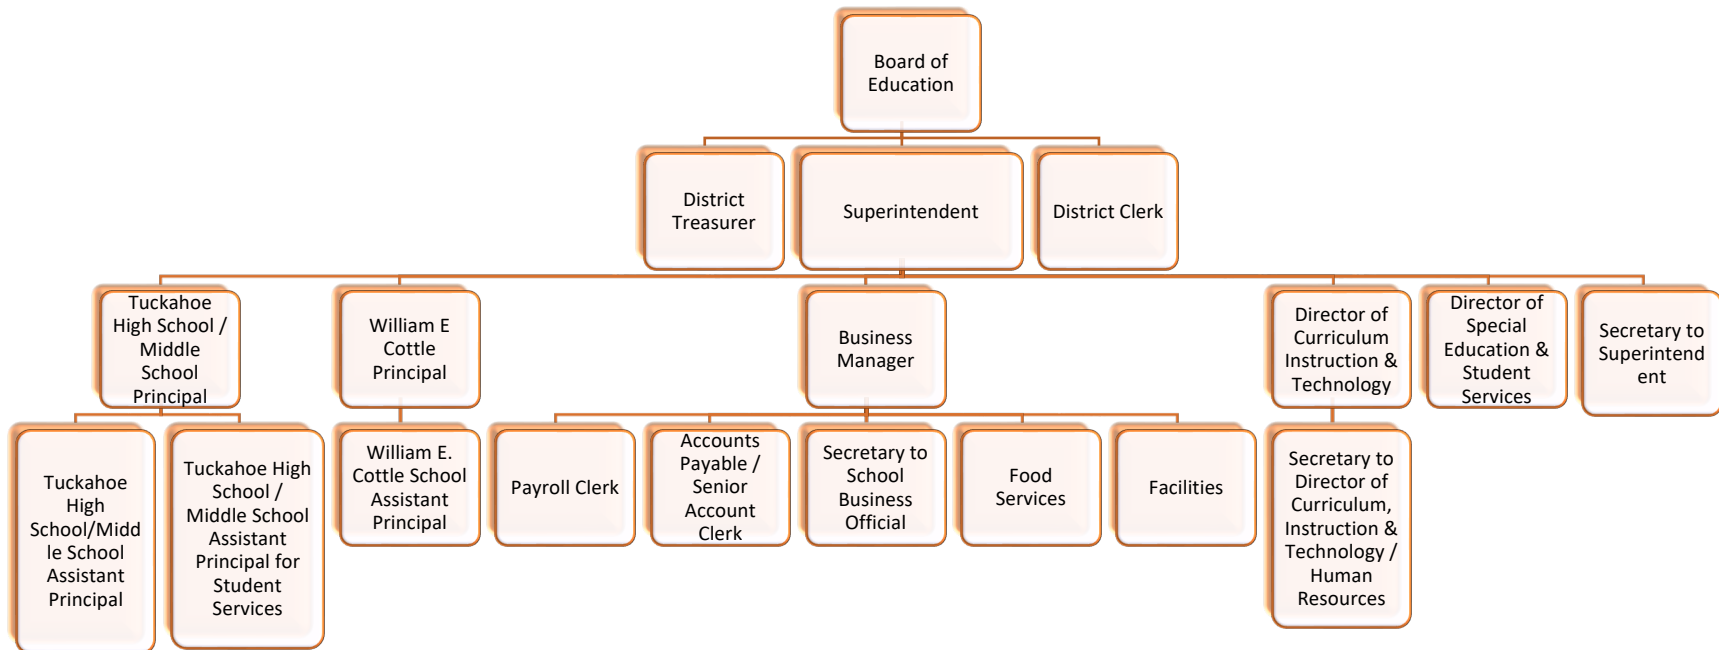 Board of
Education
District
Treasurer
Superintendent
District Clerk
Tuckahoe
High School /
Middle
School
Principal
William E
Cottle
Principal
Business
Manager
Director of
Curriculum
Instruction &
Technology
Director of
Special
Education &
Student
Services
Secretary to
Superintend
ent
Tuckahoe
High
School/Midd
le School
Assistant
Principal
Tuckahoe High
School /
Middle School
Assistant
Principal for
Student
Services
William E.
Cottle School
Assistant
Principal
Payroll Clerk
Accounts
Payable /
Senior
Account
Clerk
Secretary to
School
Business
Official
Food
Services
Facilities
Secretary to
Director of
Curriculum,
Instruction &
Technology /
Human
Resources